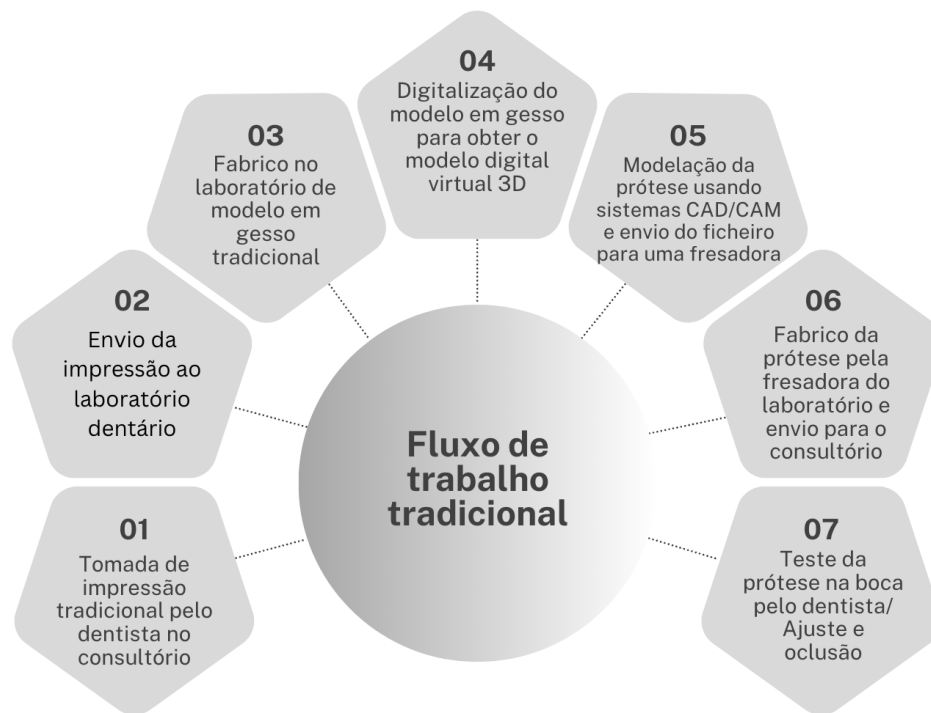 01
Tomada de
impressão
tradicional pelo
dentista no
consultório
02
Envio da
impressão ao
laboratório
dentário
03
Fabrico no
laboratório de
modelo em
gesso
tradicional
04
Digitalização do
modelo em gesso
para obter o
modelo digital
virtual 3D
05
Modelação da
prótese usando
sistemas CAD/CAM
e envio do ficheiro
para uma fresadora
06
Fabrico da
prótese pela
fresadora do
laboratório e
envio para o
consultório
07
Teste da
prótese na boca
pelo dentista/
Ajuste e
oclusão
Fluxo de
trabalho
tradicional